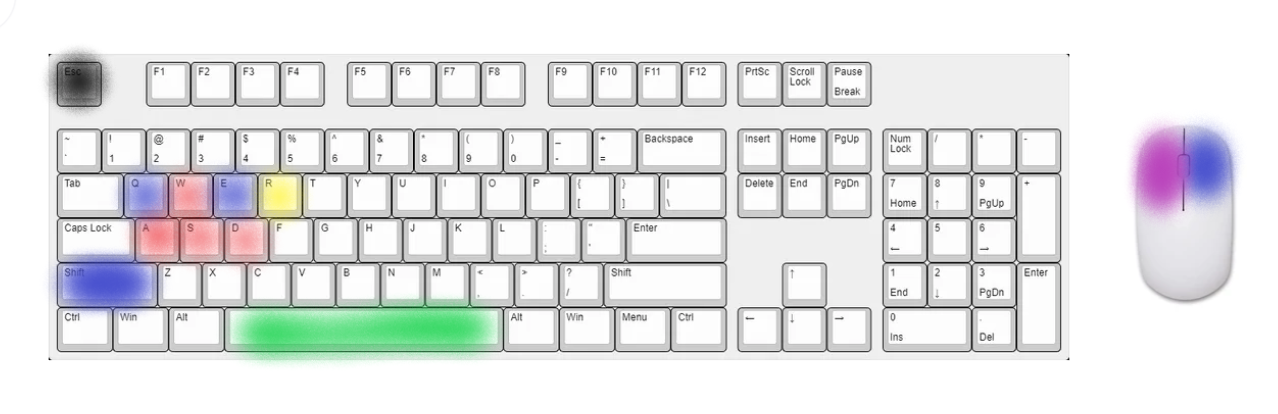 Esc F1 F2 F3 F4 F5 F6 F7 F8 F9 F10 F11 F12 PrtSc Scroll Lock Pause Break
~ ` ! 1 @ 2 # 3 $ 4 % 5 ^ 6 & 7 * 8 ( 9 ) 0 _ - + = Backspace Insert Home PgUp Num Lock / * -
Tab Q W E R T Y U I O P { [ } ] | \ Delete End PgDn 7 Home 8 ↑ 9 PgUp +
Caps Lock A S D F G H J K L : ; " ' Enter 4 ← 5 6 →
Shift Z X C V B N M < , > . ? / Shift ↑ 1 End 2 ↓ 3 PgDn Enter
Ctrl Win Alt Alt Win Menu Ctrl ← ↓ → 0 Ins . Del